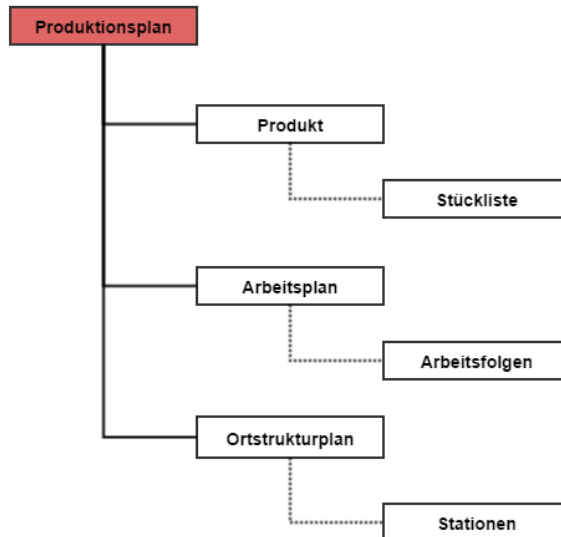 Produktionsplan
Produkt
Stückliste
Arbeitsplan
Arbeitsfolgen
Ortstrukturplan
Stationen